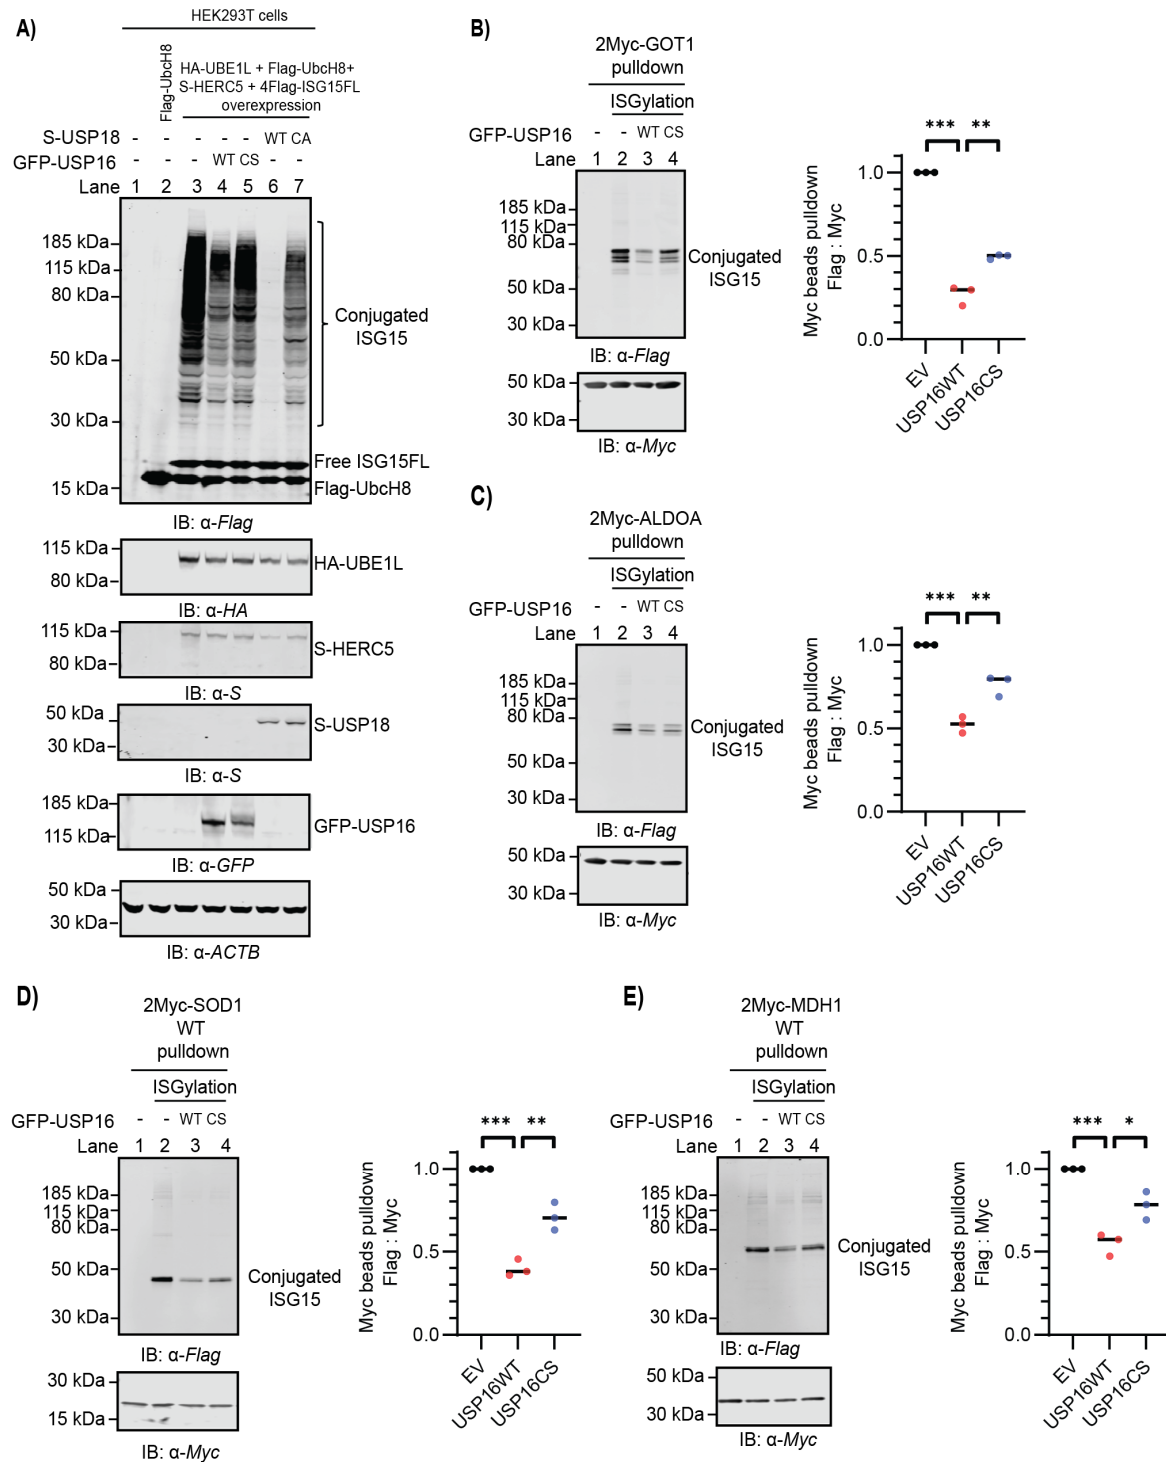 A)
HEK293T cells
Flag-UbcH8
HA-UBE1L + Flag-UbcH8+
S-HERC5 + 4Flag-ISG15FL
overexpression
S-USP18 - - - - - WT CA
GFP-USP16 - - - WT CS - -
Lane 1 2 3 4 5 6 7
185 kDa
115 kDa
80 kDa
50 kDa
30 kDa
15 kDa
Conjugated
ISG15
Free ISG15FL
Flag-UbcH8
IB: α-Flag
115 kDa
80 kDa
HA-UBE1L
IB: α-HA
115 kDa
80 kDa
S-HERC5
IB: α-S
50 kDa
30 kDa
S-USP18
IB: α-S
185 kDa
115 kDa
GFP-USP16
IB: α-GFP
50 kDa
30 kDa
IB: α-ACTB
B)
2Myc-GOT1
pulldown
ISGylation
GFP-USP16 - - WT CS
Lane 1 2 3 4
185 kDa
115 kDa
80 kDa
50 kDa
30 kDa
Conjugated
ISG15
IB: α-Flag
50 kDa
30 kDa
IB: α-Myc
*** **
Myc beads pulldown
Flag : Myc
1.0
0.5
0.0
EV
USP16WT
USP16CS
C)
2Myc-ALDOA
pulldown
ISGylation
GFP-USP16 - - WT CS
Lane 1 2 3 4
185 kDa
115 kDa
80 kDa
50 kDa
30 kDa
Conjugated
ISG15
IB: α-Flag
50 kDa
30 kDa
IB: α-Myc
*** **
Myc beads pulldown
Flag : Myc
1.0
0.5
0.0
EV
USP16WT
USP16CS
D)
2Myc-SOD1
WT
pulldown
ISGylation
GFP-USP16 - - WT CS
Lane 1 2 3 4
185 kDa
115 kDa
80 kDa
50 kDa
30 kDa
Conjugated
ISG15
IB: α-Flag
30 kDa
15 kDa
IB: α-Myc
*** **
Myc beads pulldown
Flag : Myc
1.0
0.5
0.0
EV
USP16WT
USP16CS
E)
2Myc-MDH1
WT
pulldown
ISGylation
GFP-USP16 - - WT CS
Lane 1 2 3 4
185 kDa
115 kDa
80 kDa
50 kDa
30 kDa
Conjugated
ISG15
IB: α-Flag
50 kDa
30 kDa
IB: α-Myc
*** *
Myc beads pulldown
Flag : Myc
1.0
0.5
0.0
EV
USP16WT
USP16CS